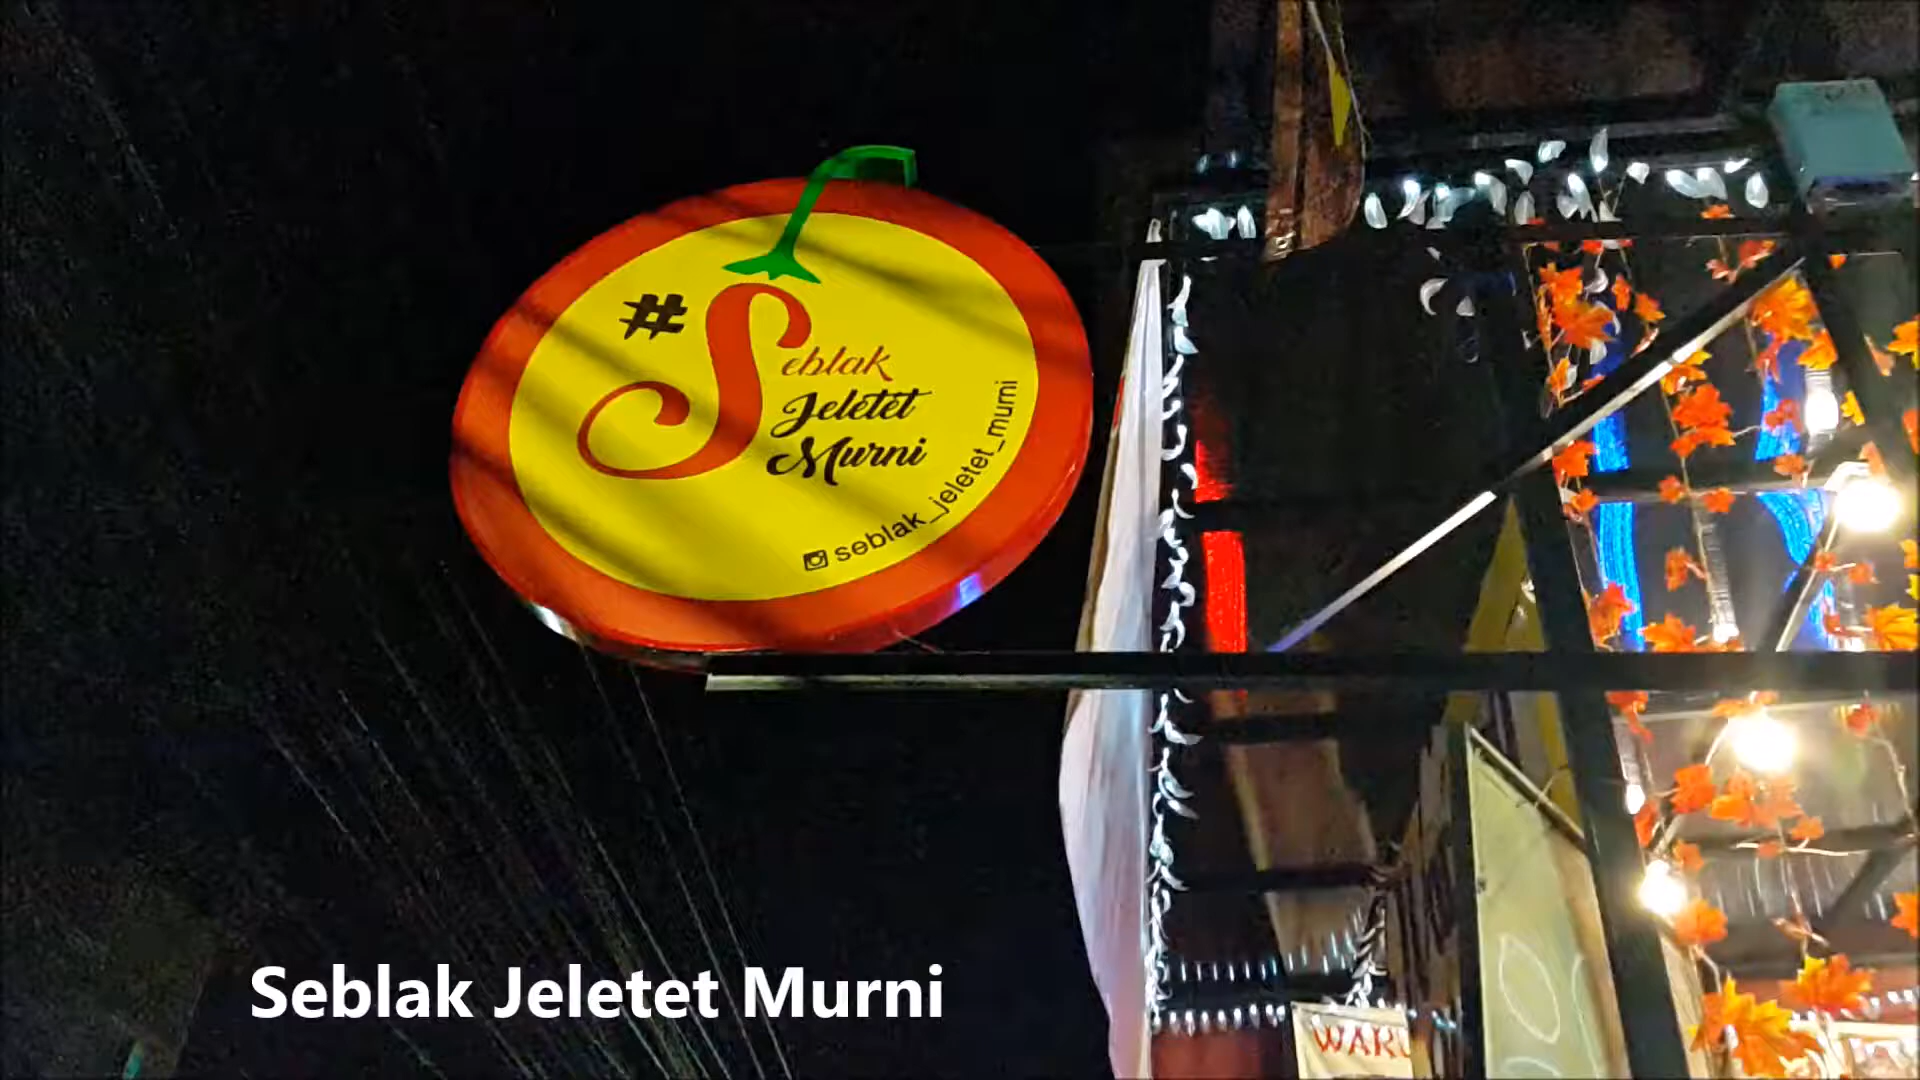 #Seblak
Jeletet
Murni
seblak_jeletet_murni
Seblak Jeletet Murni